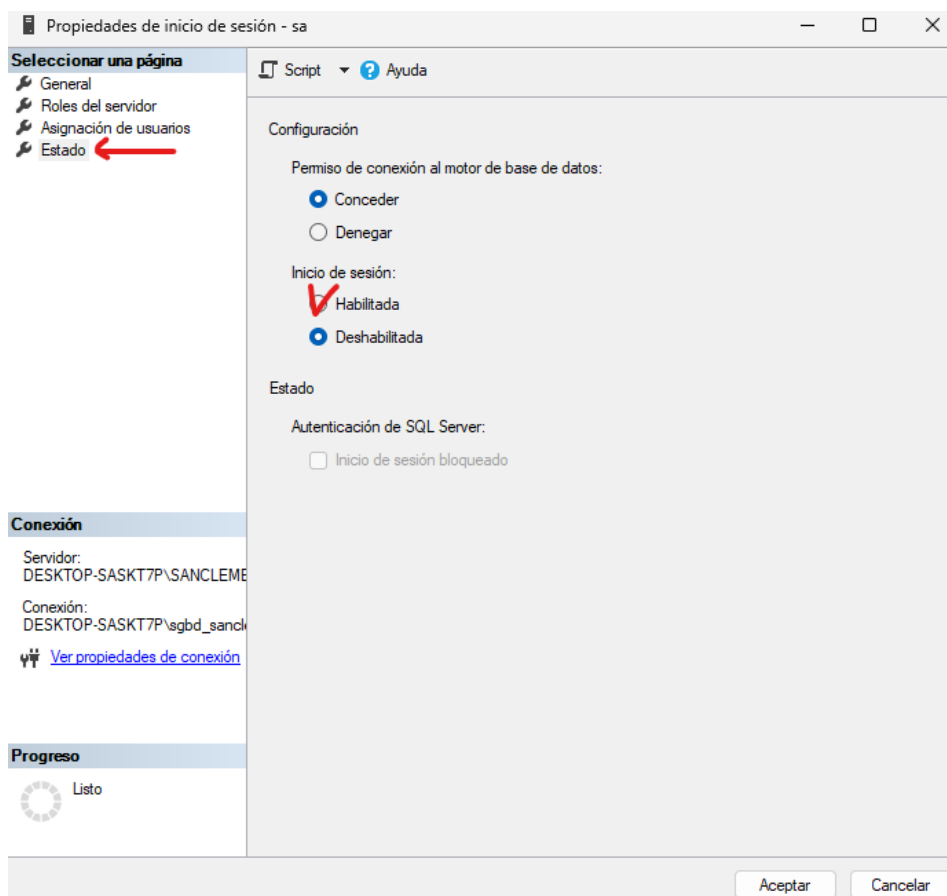 Propiedades de inicio de sesión - sa
Seleccionar una página
General
Roles del servidor
Asignación de usuarios
Estado
Script
Ayuda
Configuración
Permiso de conexión al motor de base de datos:
Conceder
Denegar
Inicio de sesión:
Habilitada
Deshabilitada
Estado
Autenticación de SQL Server:
Inicio de sesión bloqueado
Conexión
Servidor:
DESKTOP-SASKT7P\SANCLEME
Conexión:
DESKTOP-SASKT7P\sgbd_sancl
Ver propiedades de conexión
Progreso
Listo
Aceptar
Cancelar